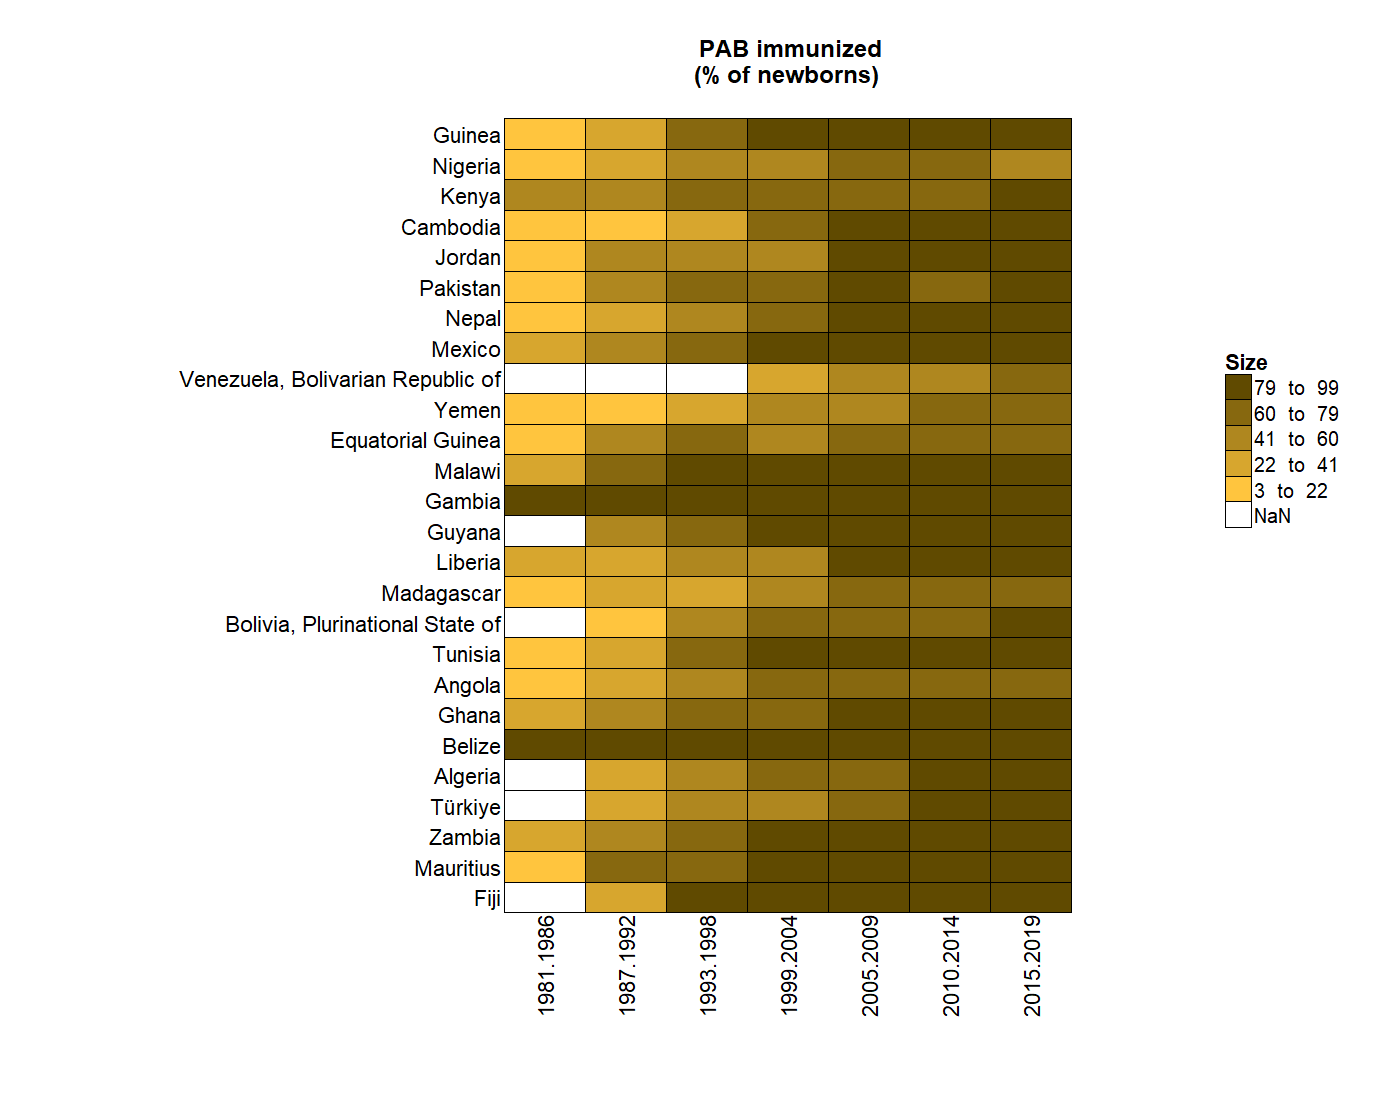 PAB immunized
(% of newborns)
Guinea
Nigeria
Kenya
Cambodia
Jordan
Pakistan
Nepal
Mexico
Venezuela, Bolivarian Republic of
Yemen
Equatorial Guinea
Malawi
Gambia
Guyana
Liberia
Madagascar
Bolivia, Plurinational State of
Tunisia
Angola
Ghana
Belize
Algeria
Türkiye
Zambia
Mauritius
Fiji
1981.1986
1987.1992
1993.1998
1999.2004
2005.2009
2010.2014
2015.2019
Size
79 to 99
60 to 79
41 to 60
22 to 41
3 to 22
NaN